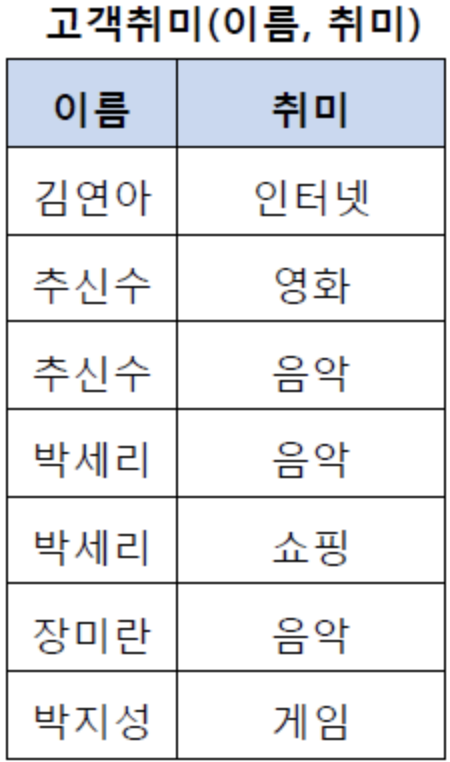 고객취미(이름, 취미)
이름 취미
김연아 인터넷
추신수 영화
추신수 음악
박세리 음악
박세리 쇼핑
장미란 음악
박지성 게임